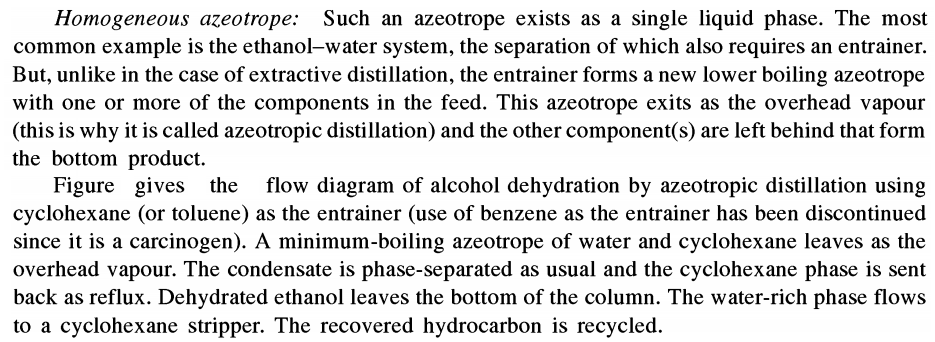 Homogeneous azeotrope: Such an azeotrope exists as a single liquid phase. The most
common example is the ethanol–water system, the separation of which also requires an entrainer.
But, unlike in the case of extractive distillation, the entrainer forms a new lower boiling azeotrope
with one or more of the components in the feed. This azeotrope exits as the overhead vapour
(this is why it is called azeotropic distillation) and the other component(s) are left behind that form
the bottom product.
Figure gives the flow diagram of alcohol dehydration by azeotropic distillation using
cyclohexane (or toluene) as the entrainer (use of benzene as the entrainer has been discontinued
since it is a carcinogen). A minimum-boiling azeotrope of water and cyclohexane leaves as the
overhead vapour. The condensate is phase-separated as usual and the cyclohexane phase is sent
back as reflux. Dehydrated ethanol leaves the bottom of the column. The water-rich phase flows
to a cyclohexane stripper. The recovered hydrocarbon is recycled.